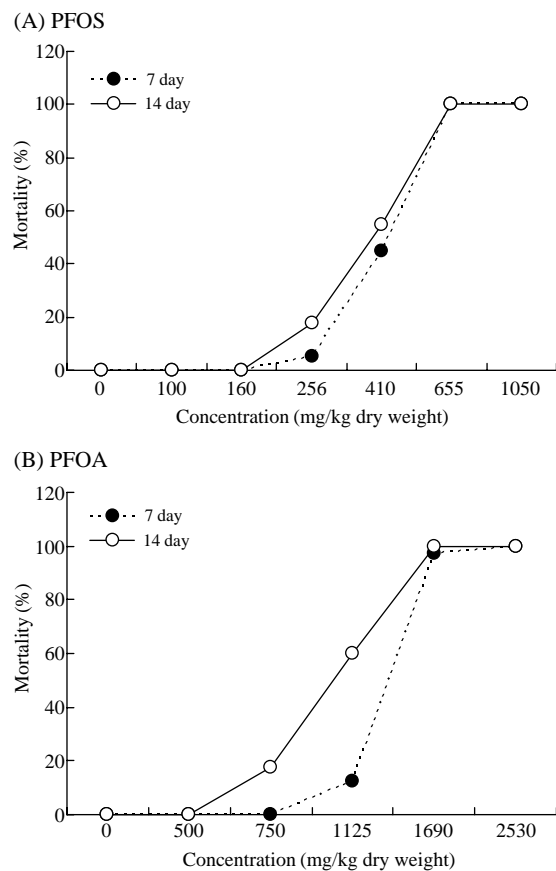 (A) PFOS
120
100
80
60
40
20
0
Mortality (%)
7 day
14 day
0 100 160 256 410 655 1050
Concentration (mg/kg dry weight)
(B) PFOA
120
100
80
60
40
20
0
Mortality (%)
7 day
14 day
0 500 750 1125 1690 2530
Concentration (mg/kg dry weight)